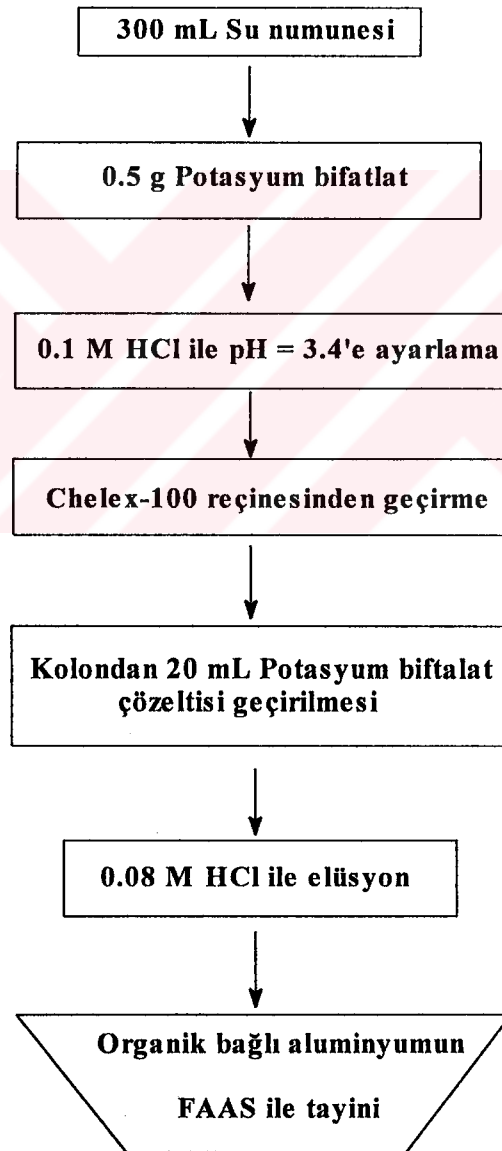 300 mL Su numunesi
0.5 g Potasyum bifatlat
0.1 M HCl ile pH = 3.4'e ayarlama
Chelex-100 reçinesinden geçirme
Kolondan 20 mL Potasyum biftalat
çözeltisi geçirilmesi
0.08 M HCl ile elüsyon
Organik bağlı aluminyumun
FAAS ile tayini